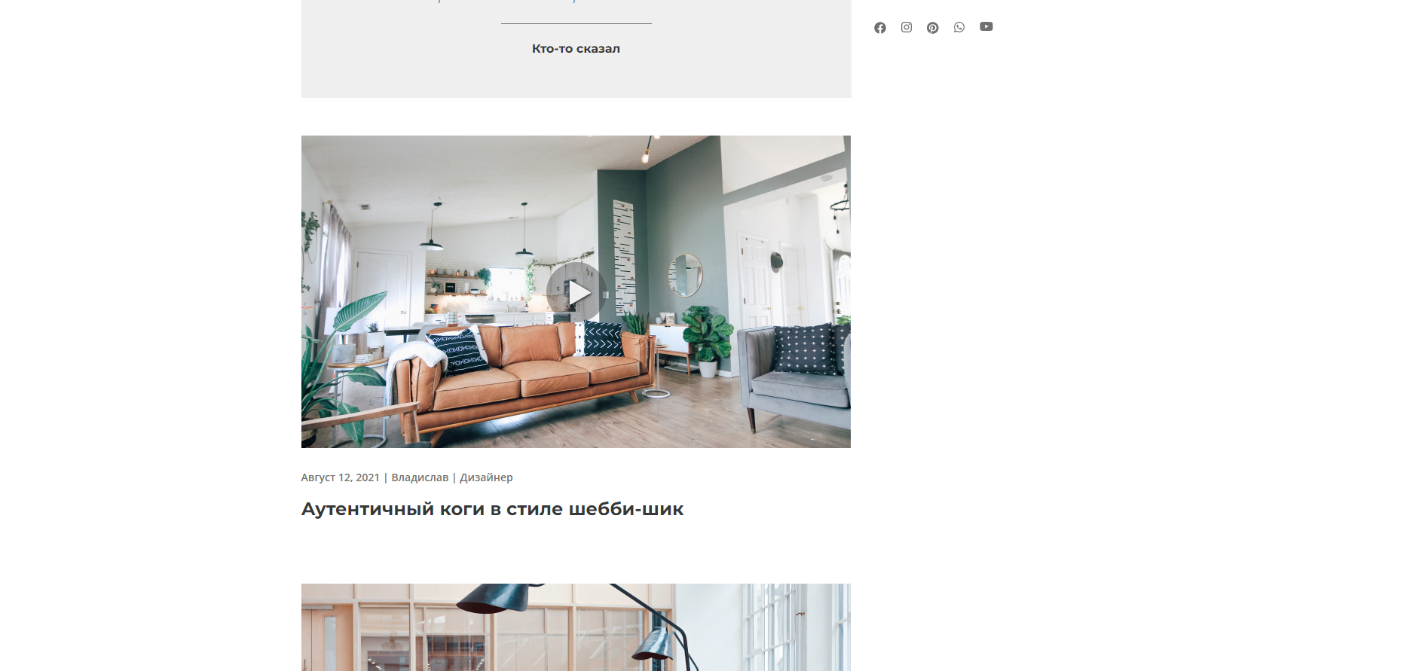 Кто-то сказал
Август 12, 2021 | Владислав | Дизайнер
Аутентичный коги в стиле шебби-шик